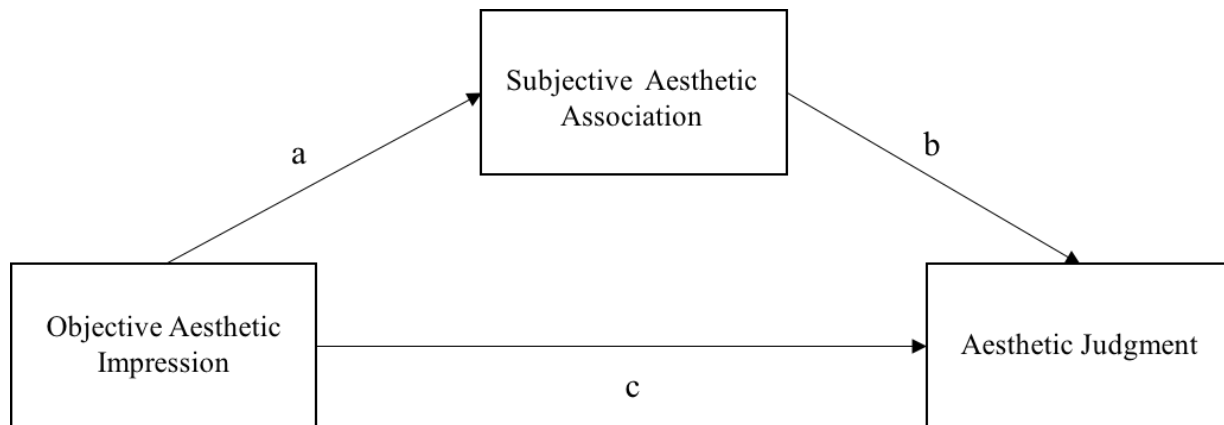 Subjective Aesthetic
Association
a
b
Objective Aesthetic
Impression
Aesthetic Judgment
c